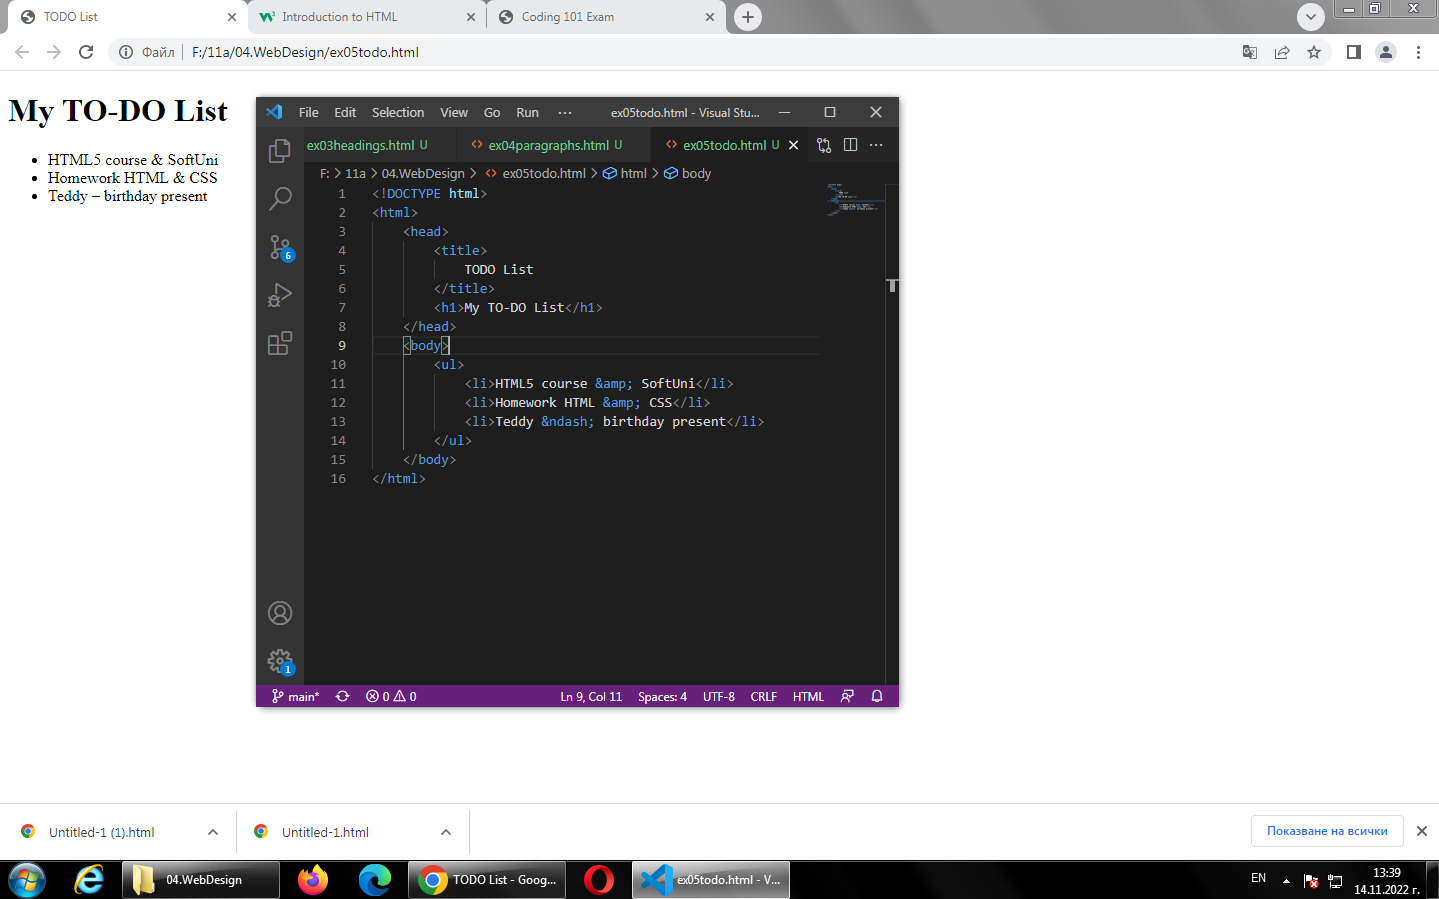 TODO List
Introduction to HTML
Coding 101 Exam
Файл
F:/11a/04.WebDesign/ex05todo.html
My TO-DO List
HTML5 course & SoftUni
Homework HTML & CSS
Teddy – birthday present
File Edit Selection View Go Run ··· ex05todo.html - Visual Stu...
ex03headings.html U
ex04paragraphs.html U
ex05todo.html U
F: > 11a > 04.WebDesign > ex05todo.html > html > body
1 <!DOCTYPE html>
2 <html>
3 <head>
4 <title>
5 TODO List
6 </title>
7 <h1>My TO-DO List</h1>
8 </head>
9 <body>
10 <ul>
11 <li>HTML5 course &amp; SoftUni</li>
12 <li>Homework HTML &amp; CSS</li>
13 <li>Teddy &ndash; birthday present</li>
14 </ul>
15 </body>
16 </html>
6
1
main* 0 0 Ln 9, Col 11 Spaces: 4 UTF-8 CRLF HTML
Untitled-1 (1).html
Untitled-1.html
Показване на всички
04.WebDesign
TODO List - Goog...
ex05todo.html - V...
EN
13:39
14.11.2022 г.